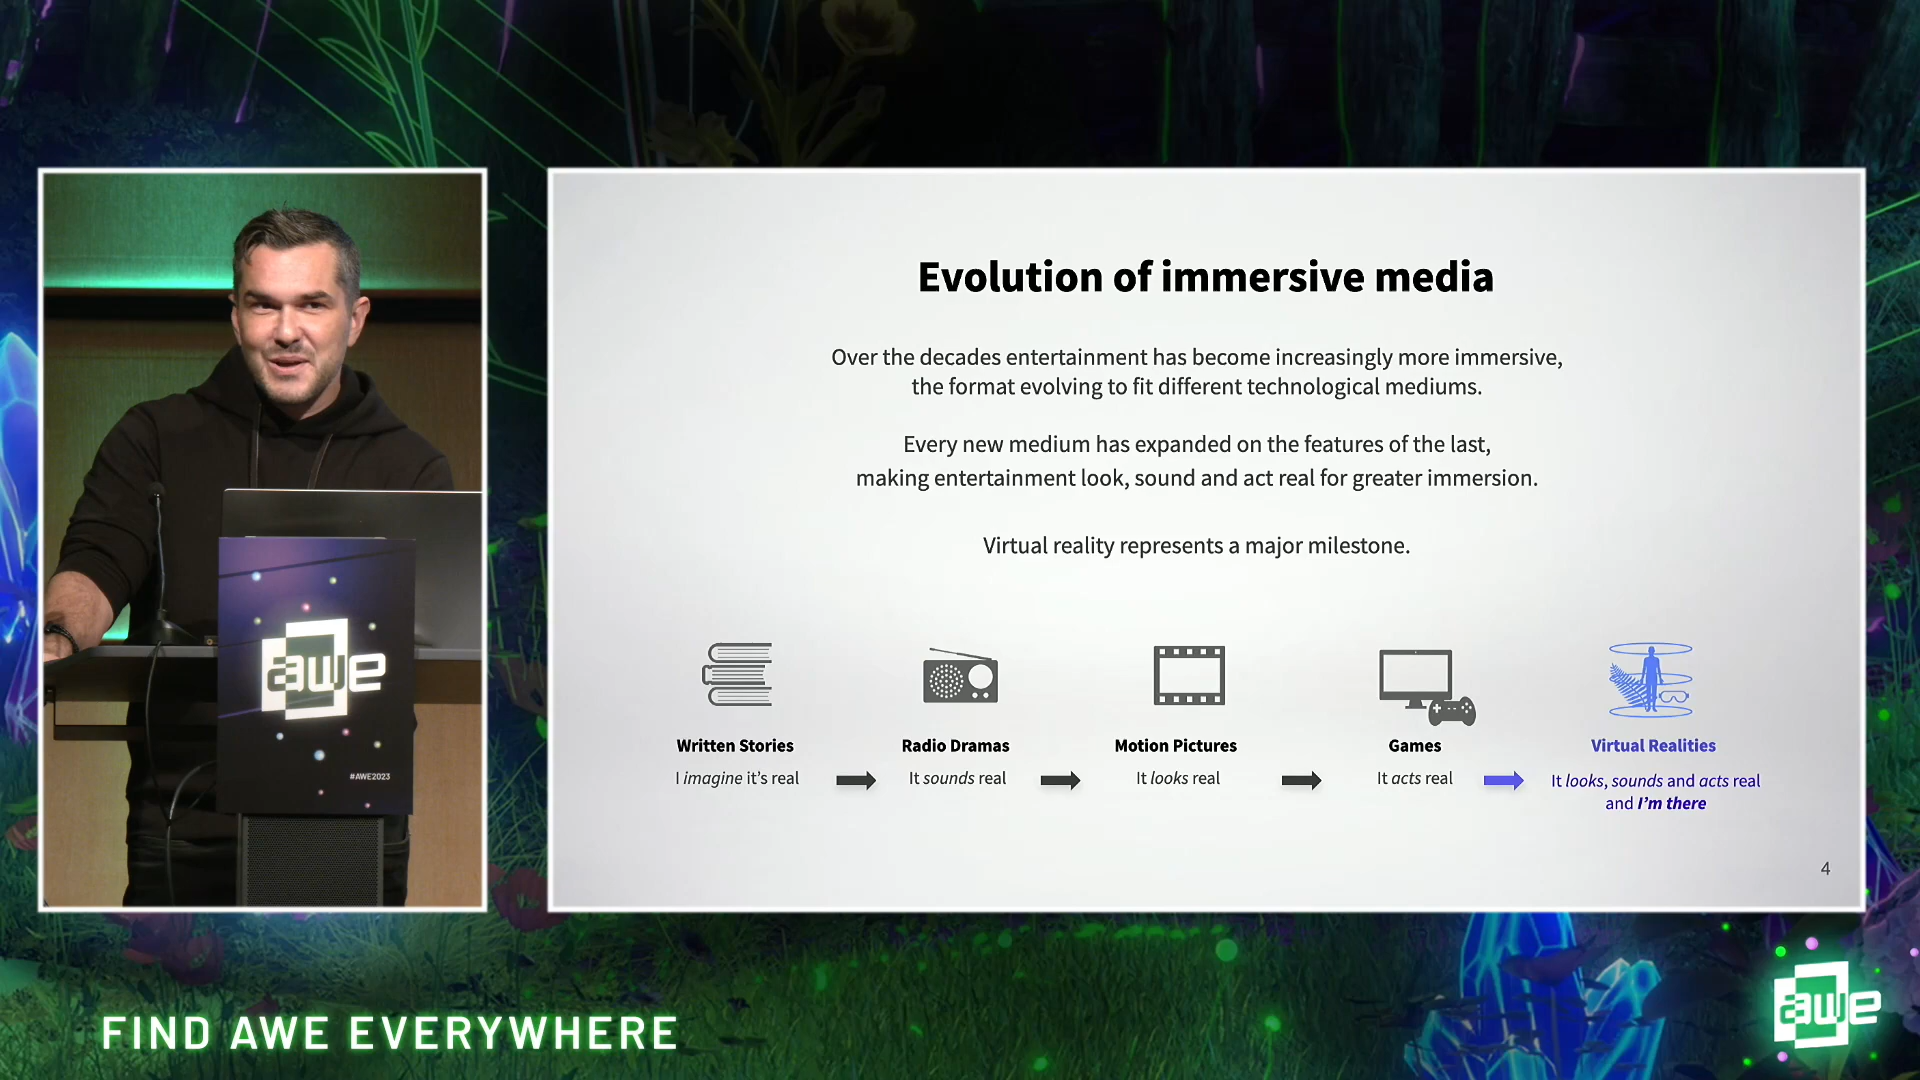 awe
#AWE2023
Evolution of immersive media
Over the decades entertainment has become increasingly more immersive,
the format evolving to fit different technological mediums.
Every new medium has expanded on the features of the last,
making entertainment look, sound and act real for greater immersion.
Virtual reality represents a major milestone.
Written Stories
I imagine it's real
Radio Dramas
It sounds real
Motion Pictures
It looks real
Games
It acts real
Virtual Realities
It looks, sounds and acts real
and I'm there
4
FIND AWE EVERYWHERE
awe